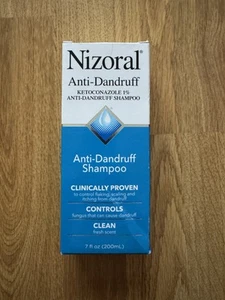 Nizoral®
Anti-Dandruff
KETOCONAZOLE 1%
ANTI-DANDRUFF SHAMPOO
Anti-Dandruff
Shampoo
CLINICALLY PROVEN
to control flaking, scaling and
itching from dandruff
CONTROLS
fungus that can cause dandruff
CLEAN
fresh scent
7 fl oz (200mL)